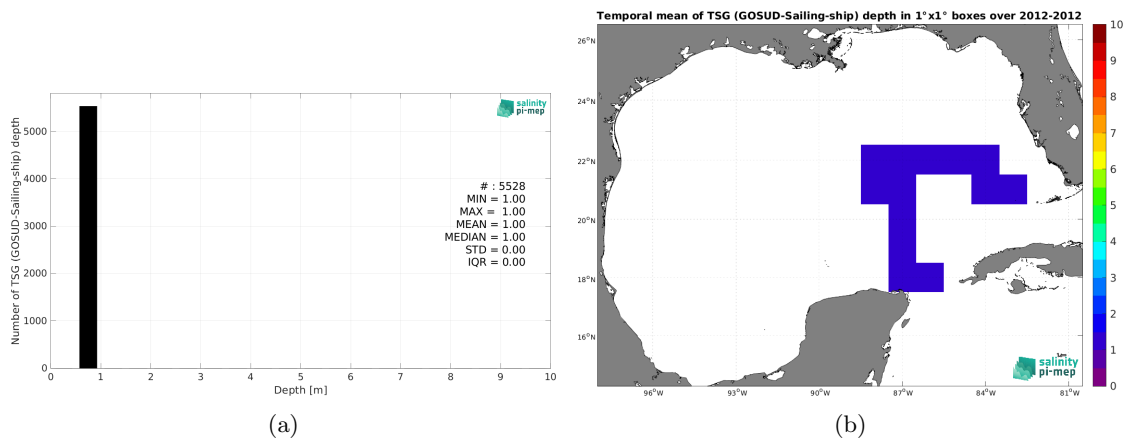 Temporal mean of TSG (GOSUD-Sailing-ship) depth in 1°x1° boxes over 2012-2012
Number of TSG (GOSUD-Sailing-ship) depth
5000
4000
3000
2000
1000
0
0 1 2 3 4 5 6 7 8 9 10
Depth [m]
salinity
pi-mep
# : 5528
MIN = 1.00
MAX = 1.00
MEAN = 1.00
MEDIAN = 1.00
STD = 0.00
IQR = 0.00
(a)
26°N
24°N
22°N
20°N
18°N
16°N
96°W 93°W 90°W 87°W 84°W 81°W
salinity
pi-mep
10
9
8
7
6
5
4
3
2
1
0
(b)